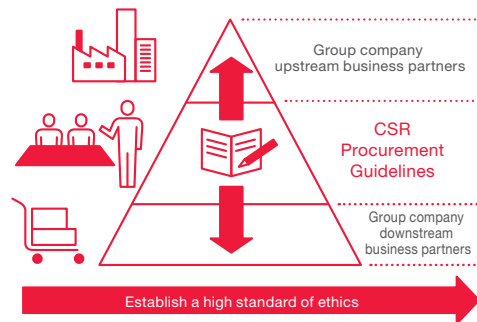 Group company
upstream business partners
CSR
Procurement
Guidelines
Group company
downstream
business partners
Establish a high standard of ethics